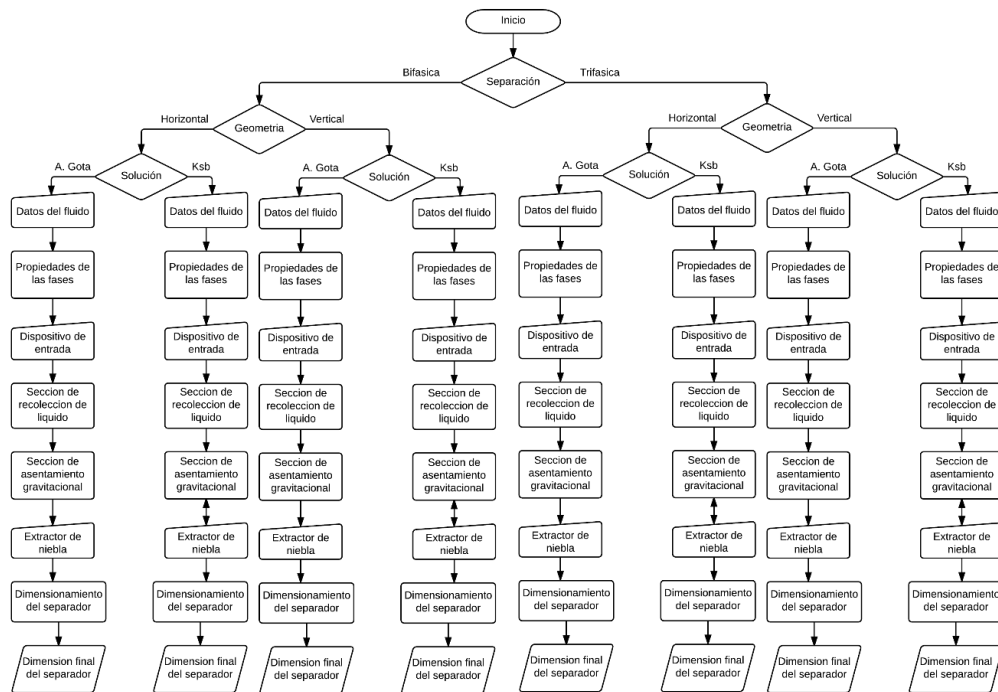 Inicio
Bifasica
Separación
Trifasica
Horizontal
Geometria
Vertical
Horizontal
Geometria
Vertical
A. Gota
Solución
Ksb
A. Gota
Solución
Ksb
A. Gota
Solución
Ksb
A. Gota
Solución
Ksb
Datos del fluido
Datos del fluido
Datos del fluido
Datos del fluido
Datos del fluido
Datos del fluido
Datos del fluido
Datos del fluido
Propiedades de
las fases
Propiedades de
las fases
Propiedades de
las fases
Propiedades de
las fases
Propiedades de
las fases
Propiedades de
las fases
Propiedades de
las fases
Propiedades de
las fases
Dispositivo de
entrada
Dispositivo de
entrada
Dispositivo de
entrada
Dispositivo de
entrada
Dispositivo de
entrada
Dispositivo de
entrada
Dispositivo de
entrada
Dispositivo de
entrada
Seccion de
recoleccion de
liquido
Seccion de
recoleccion de
liquido
Seccion de
recoleccion de
liquido
Seccion de
recoleccion de
liquido
Seccion de
recoleccion de
liquido
Seccion de
recoleccion de
liquido
Seccion de
recoleccion de
liquido
Seccion de
recoleccion de
liquido
Seccion de
asentamiento
gravitacional
Seccion de
asentamiento
gravitacional
Seccion de
asentamiento
gravitacional
Seccion de
asentamiento
gravitacional
Seccion de
asentamiento
gravitacional
Seccion de
asentamiento
gravitacional
Seccion de
asentamiento
gravitacional
Seccion de
asentamiento
gravitacional
Extractor de
niebla
Extractor de
niebla
Extractor de
niebla
Extractor de
niebla
Extractor de
niebla
Extractor de
niebla
Extractor de
niebla
Extractor de
niebla
Dimensionamiento
del separador
Dimensionamiento
del separador
Dimensionamiento
del separador
Dimensionamiento
del separador
Dimensionamiento
del separador
Dimensionamiento
del separador
Dimensionamiento
del separador
Dimensionamiento
del separador
Dimension final
del separador
Dimension final
del separador
Dimension final
del separador
Dimension final
del separador
Dimension final
del separador
Dimension final
del separador
Dimension final
del separador
Dimension final
del separador